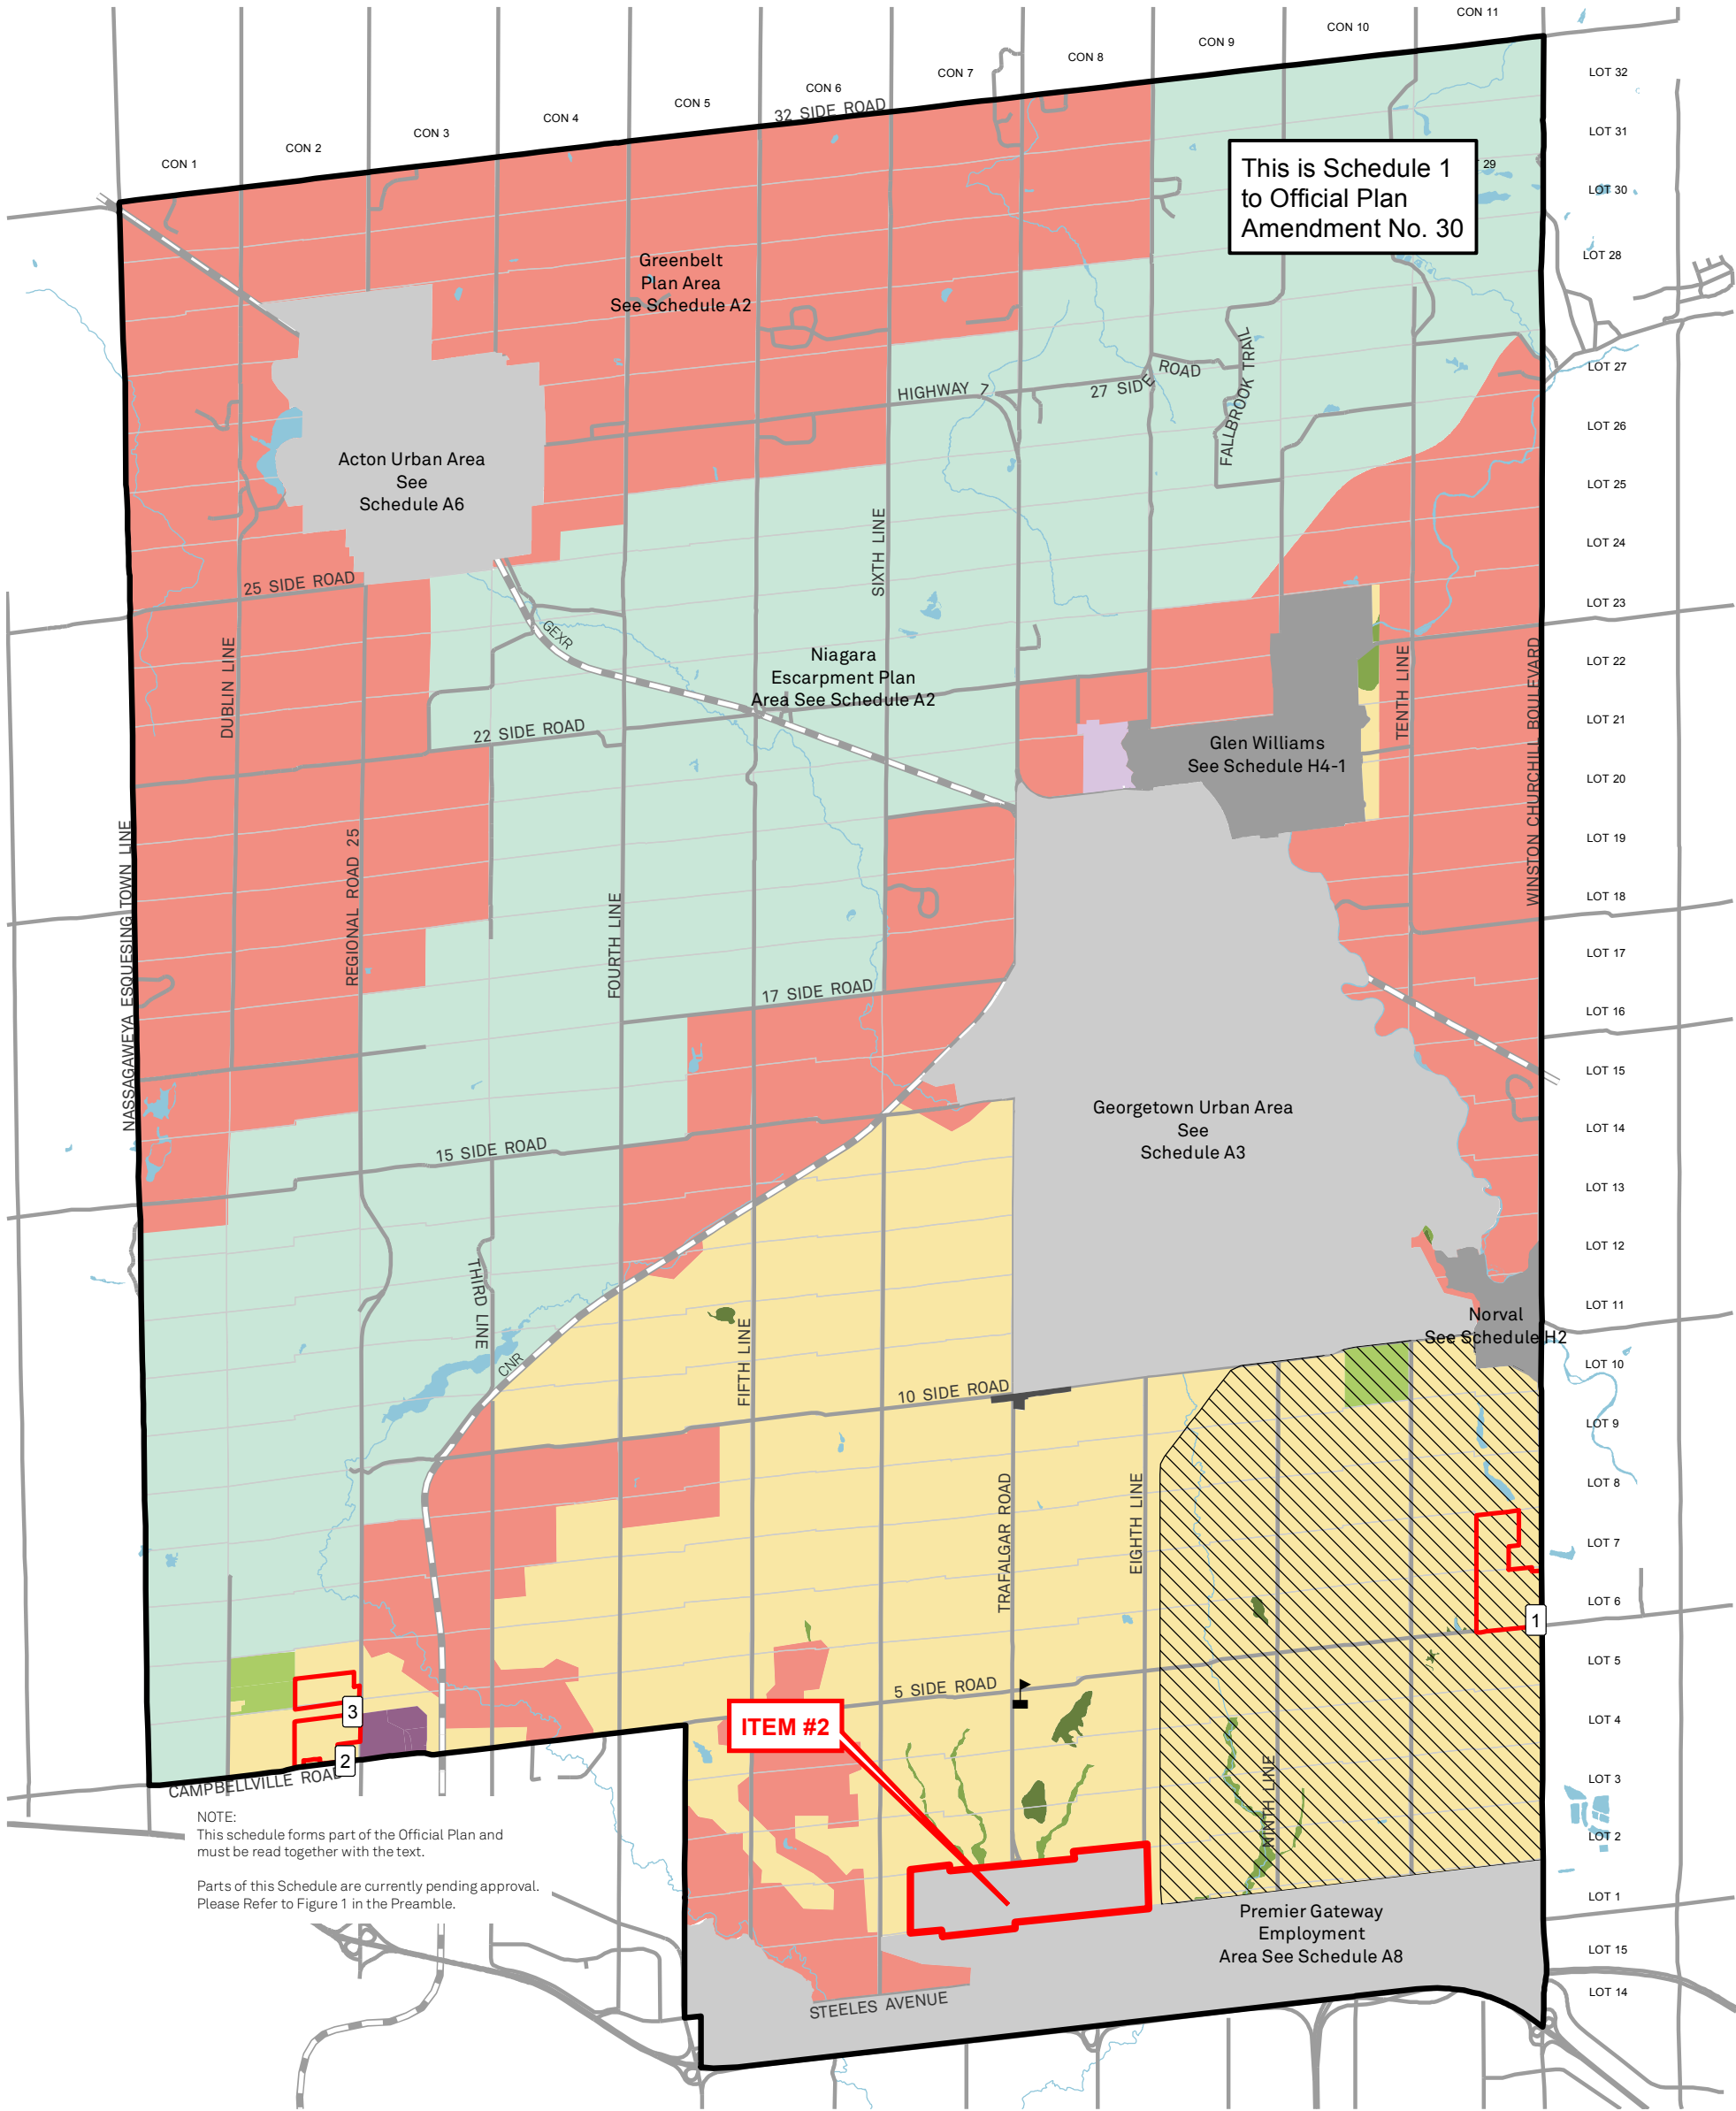 CON 1
CON 2
CON 3
CON 4
CON 5
CON 6
CON 7
CON 8
CON 9
CON 10
CON 11
32 SIDE ROAD
This is Schedule 1
to Official Plan
Amendment No. 30
29
LOT 32
LOT 31
LOT 30
LOT 28
LOT 27
LOT 26
LOT 25
LOT 24
LOT 23
LOT 22
LOT 21
LOT 20
LOT 19
LOT 18
LOT 17
LOT 16
LOT 15
LOT 14
LOT 13
LOT 12
LOT 11
LOT 10
LOT 9
LOT 8
LOT 7
LOT 6
LOT 5
LOT 4
LOT 3
LOT 2
LOT 1
LOT 15
LOT 14
Greenbelt
Plan Area
See Schedule A2
HIGHWAY 7
27 SIDE ROAD
FALLBROOK TRAIL
Acton Urban Area
See
Schedule A6
25 SIDE ROAD
GEXR
SIXTH LINE
DUBLIN LINE
Niagara
Escarpment Plan
Area See Schedule A2
22 SIDE ROAD
TENTH LINE
WINSTON CHURCHILL BOULEVARD
Glen Williams
See Schedule H4-1
NASSAGAWEYA ESQUESING TOWN LINE
REGIONAL ROAD 25
FOURTH LINE
17 SIDE ROAD
Georgetown Urban Area
See
Schedule A3
15 SIDE ROAD
THIRD LINE
CNR
FIFTH LINE
Norval
See Schedule H2
10 SIDE ROAD
TRAFALGAR ROAD
EIGHTH LINE
1
5 SIDE ROAD
ITEM #2
3
2
NINTH LINE
CAMPBELLVILLE ROAD
NOTE:
This schedule forms part of the Official Plan and
must be read together with the text.
Parts of this Schedule are currently pending approval.
Please Refer to Figure 1 in the Preamble.
Premier Gateway
Employment
Area See Schedule A8
STEELES AVENUE